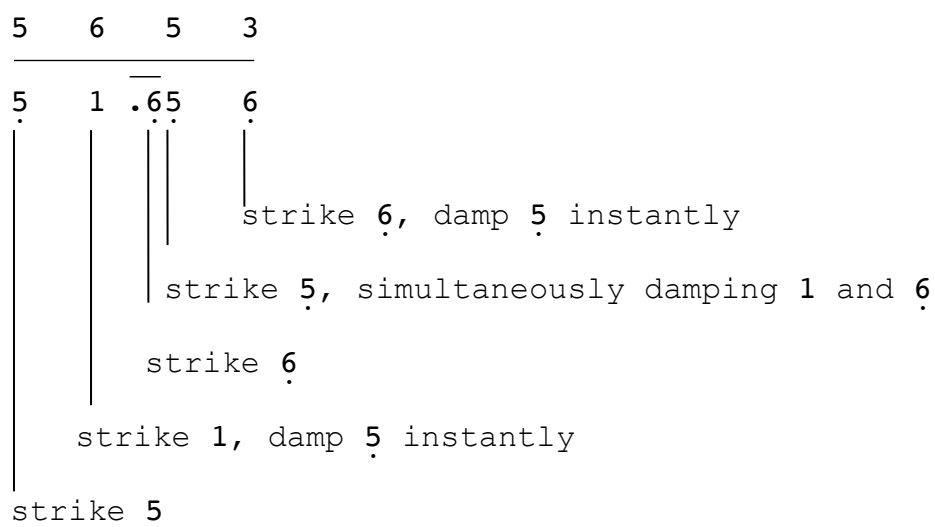 5 6 5 3
5̣ 1 .6̣5̣ 6̣
strike 6̣, damp 5̣ instantly
strike 5̣, simultaneously damping 1 and 6̣
strike 6̣
strike 1, damp 5̣ instantly
strike 5